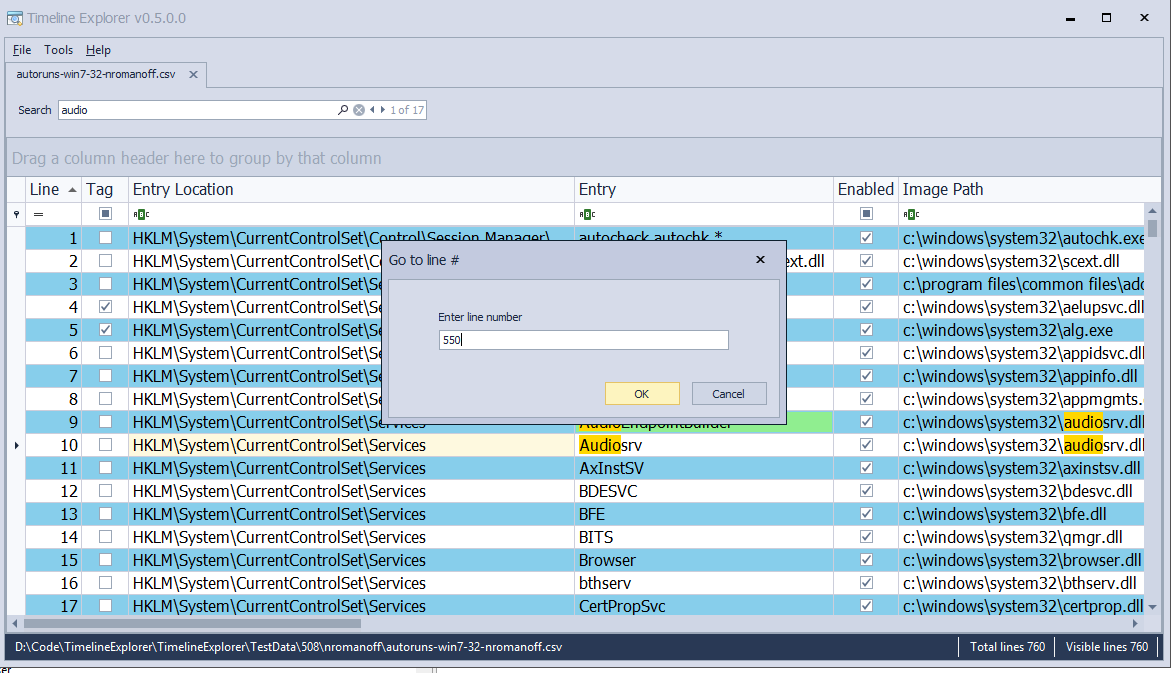 Timeline Explorer v0.5.0.0
File Tools Help
autoruns-win7-32-nromanoff.csv
Search audio 1 of 17
Drag a column header here to group by that column
Line Tag Entry Location Entry Enabled Image Path
= ABC ABC ABC
1 HKLM\System\CurrentControlSet\Control\Session Manager\ autocheck autochk * c:\windows\system32\autochk.exe
2 HKLM\System\CurrentControlSet\Co ext.dll c:\windows\system32\scext.dll
3 HKLM\System\CurrentControlSet\Se c:\program files\common files\ado
4 HKLM\System\CurrentControlSet\Se c:\windows\system32\aelupsvc.dll
5 HKLM\System\CurrentControlSet\Se c:\windows\system32\alg.exe
6 HKLM\System\CurrentControlSet\Se c:\windows\system32\appidsvc.dll
7 HKLM\System\CurrentControlSet\Se c:\windows\system32\appinfo.dll
8 HKLM\System\CurrentControlSet\Se c:\windows\system32\appmgmts.
9 HKLM\System\CurrentControlSet\Services AudioEndpointBuilder c:\windows\system32\audiosrv.dll
10 HKLM\System\CurrentControlSet\Services Audiosrv c:\windows\system32\audiosrv.dll
11 HKLM\System\CurrentControlSet\Services AxInstSV c:\windows\system32\axinstsv.dll
12 HKLM\System\CurrentControlSet\Services BDESVC c:\windows\system32\bdesvc.dll
13 HKLM\System\CurrentControlSet\Services BFE c:\windows\system32\bfe.dll
14 HKLM\System\CurrentControlSet\Services BITS c:\windows\system32\qmgr.dll
15 HKLM\System\CurrentControlSet\Services Browser c:\windows\system32\browser.dll
16 HKLM\System\CurrentControlSet\Services bthserv c:\windows\system32\bthserv.dll
17 HKLM\System\CurrentControlSet\Services CertPropSvc c:\windows\system32\certprop.dll
Go to line #
Enter line number
550
OK Cancel
D:\Code\TimelineExplorer\TimelineExplorer\TestData\508\nromanoff\autoruns-win7-32-nromanoff.csv Total lines 760 Visible lines 760